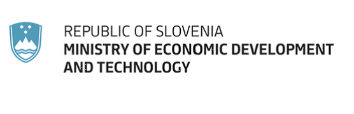 REPUBLIC OF SLOVENIA
MINISTRY OF ECONOMIC DEVELOPMENT
AND TECHNOLOGY